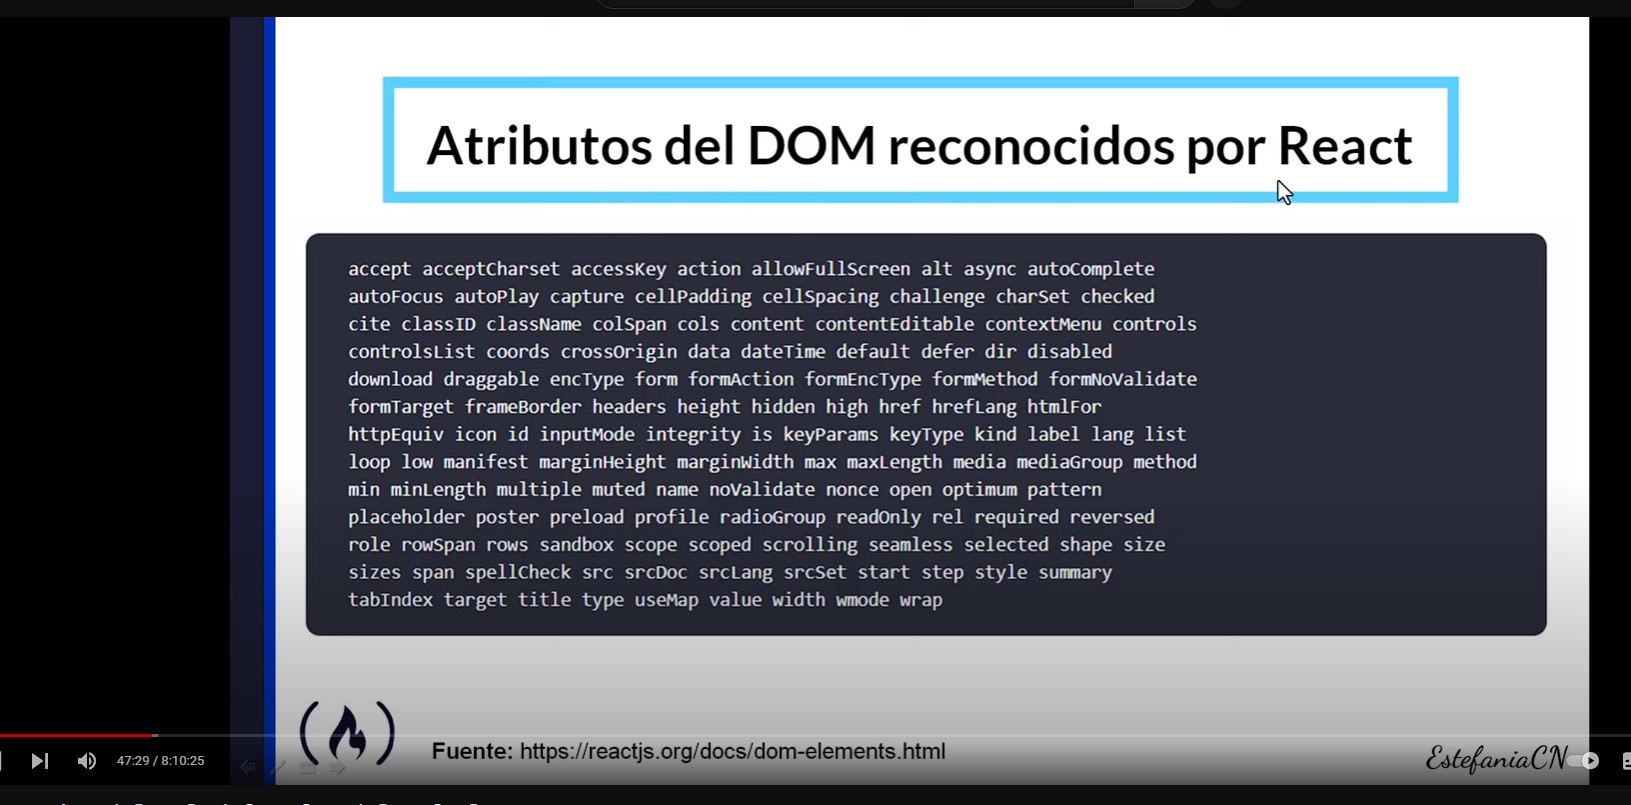 Atributos del DOM reconocidos por React
accept acceptCharset accessKey action allowFullScreen alt async autoComplete
autoFocus autoPlay capture cellPadding cellSpacing challenge charSet checked
cite classID className colSpan cols content contentEditable contextMenu controls
controlsList coords crossOrigin data dateTime default defer dir disabled
download draggable encType form formAction formEncType formMethod formNoValidate
formTarget frameBorder headers height hidden high href hrefLang htmlFor
httpEquiv icon id inputMode integrity is keyParams keyType kind label lang list
loop low manifest marginHeight marginWidth max maxLength media mediaGroup method
min minLength multiple muted name noValidate nonce open optimum pattern
placeholder poster preload profile radioGroup readOnly rel required reversed
role rowSpan rows sandbox scope scoped scrolling seamless selected shape size
sizes span spellCheck src srcDoc srcLang srcSet start step style summary
tabIndex target title type useMap value width wmode wrap
Fuente: https://reactjs.org/docs/dom-elements.html
EstefaniaCN
47:29 / 8:10:25